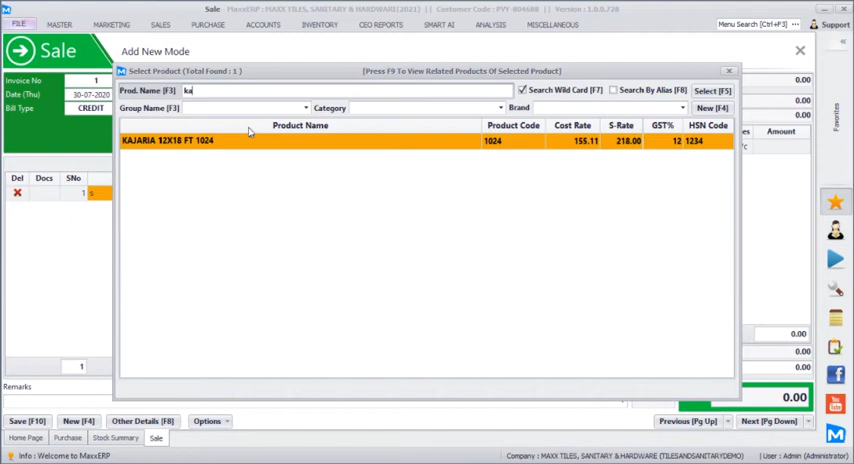 Sale - MaxxERP : MAXX TILES, SANITARY & HARDWARE(2021) || Customer Code : PVY-804688 || Version : 1.0.0.728
FILE MASTER MARKETING SALES PURCHASE ACCOUNTS INVENTORY CEO REPORTS SMART AI ANALYSIS MISCELLANEOUS Menu Search [Ctrl+F3] Support
Sale Add New Mode
Select Product (Total Found : 1 ) [Press F9 To View Related Products Of Selected Product]
Invoice No 1 0.00
Prod. Name [F3] ka Search Wild Card [F7] Search By Alias [F8] Select [F5]
Date (Thu) 30-07-2020
Bill Type CREDIT
Group Name [F3] Category Brand New [F4]
0.00
Product Name Product Code Cost Rate S-Rate GST% HSN Code
Amount
KAJARIA 12X18 FT 1024 1024 155.11 218.00 12 1234
Favorites
Del Docs SNo
1 s
0.00
1 0.00
0.00
Remarks
0.00
Save [F10] New [F4] Other Details [F8] Options Previous [Pg Up] Next [Pg Down]
Home Page Purchase Stock Summary Sale
Info : Welcome to MaxxERP Company : MAXX TILES, SANITARY & HARDWARE (TILESANDSANITARYDEMO) User : Admin (Administrator)